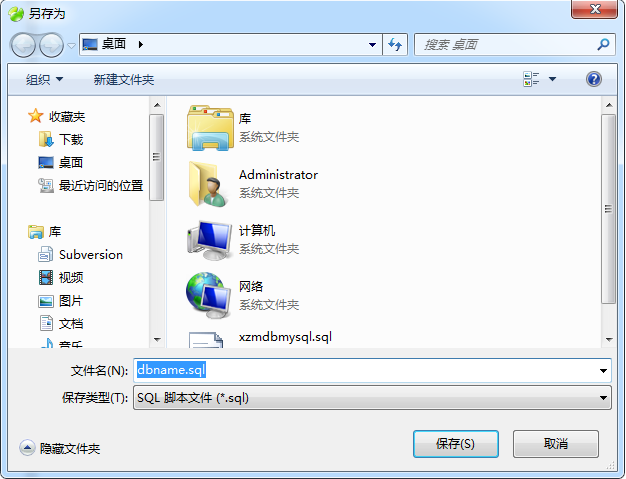 另存为
桌面
搜索 桌面
组织
新建文件夹
收藏夹
下载
桌面
最近访问的位置
库
Subversion
视频
图片
文档
音乐
库
系统文件夹
Administrator
系统文件夹
计算机
系统文件夹
网络
系统文件夹
xzmdbmysql.sql
文件名(N): dbname.sql
保存类型(T): SQL 脚本文件 (*.sql)
隐藏文件夹
保存(S)
取消